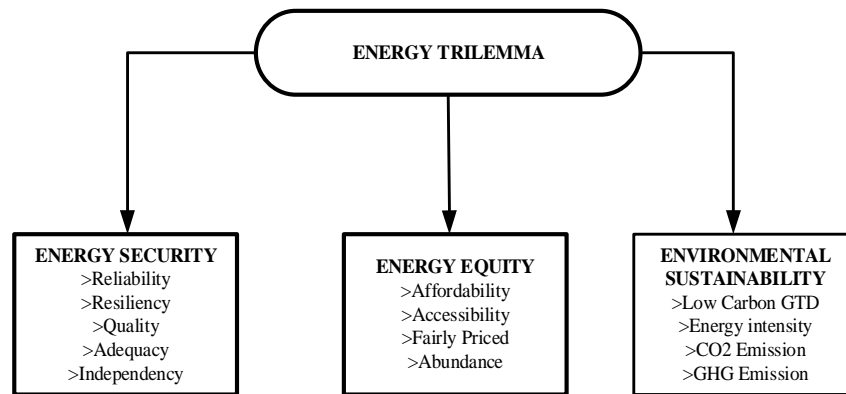 ENERGY TRILEMMA
ENERGY SECURITY
>Reliability
>Resiliency
>Quality
>Adequacy
>Independency
ENERGY EQUITY
>Affordability
>Accessibility
>Fairly Priced
>Abundance
ENVIRONMENTAL
SUSTAINABILITY
>Low Carbon GTD
>Energy intensity
>CO2 Emission
>GHG Emission